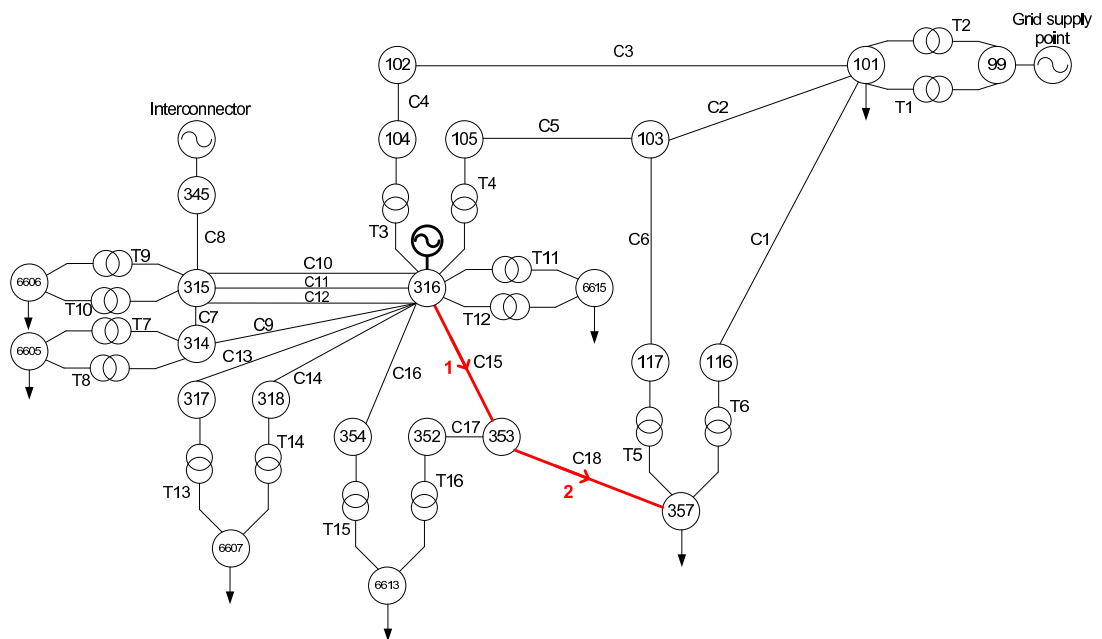 Grid supply
point
T2
102
C3
101
99
T1
C4
C2
Interconnector
104
105
C5
103
345
T4
T3
C8
C6
C1
T9
C10
T11
6606
315
C11
316
6615
C12
T10
C7
T12
T7
C9
6605
314
C13
T8
C16
1
C15
C14
117
116
317
318
T6
354
352
C17
353
T5
T14
T16
C18
2
T13
T15
357
6607
6613